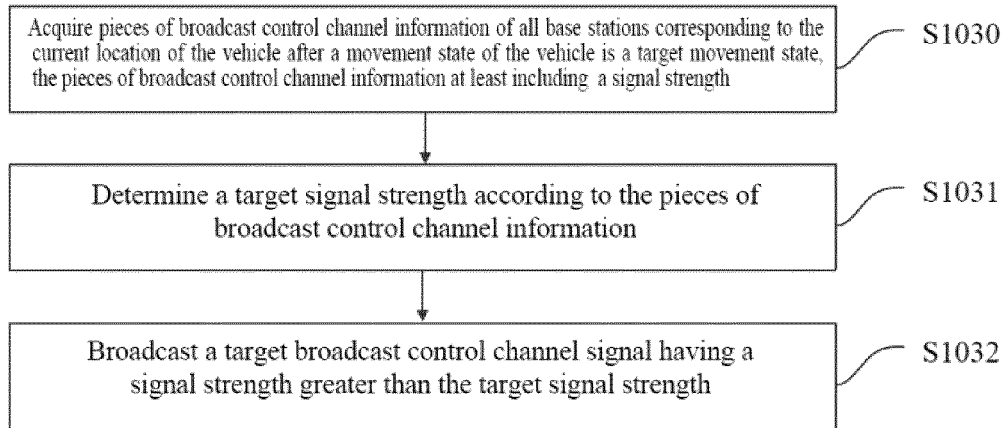 Acquire pieces of broadcast control channel information of all base stations corresponding to the
current location of the vehicle after a movement state of the vehicle is a target movement state,
the pieces of broadcast control channel information at least including a signal strength
S1030
Determine a target signal strength according to the pieces of
broadcast control channel information
S1031
Broadcast a target broadcast control channel signal having a
signal strength greater than the target signal strength
S1032